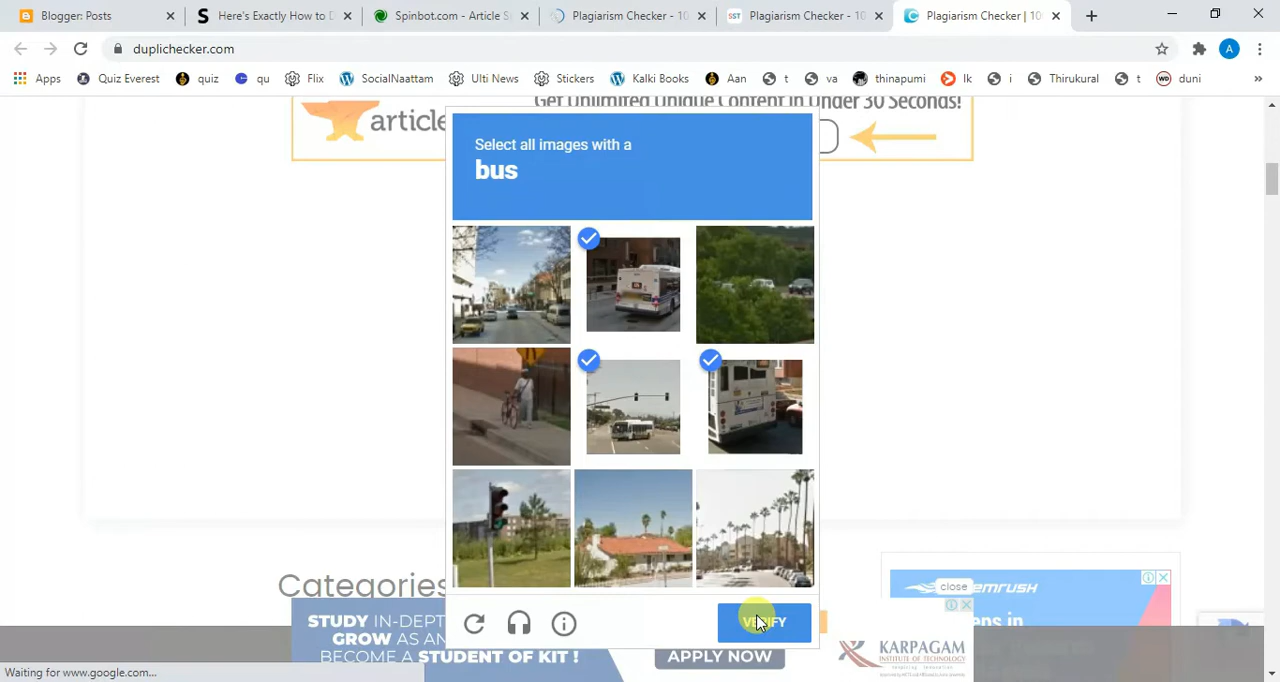 Blogger: Posts
Here's Exactly How to D
Spinbot.com - Article S
Plagiarism Checker - 10
SST
Plagiarism Checker - 10
Plagiarism Checker | 10
duplichecker.com
A
Apps
Quiz Everest
quiz
qu
Flix
SocialNaattam
Ulti News
Stickers
Kalki Books
Aan
t
va
thinapumi
lk
i
Thirukural
t
WD
duni
»
Get Unlimited Unique Content in Under 30 Seconds!
article
Select all images with a
bus
Categories
close
STUDY IN-DEPT
GROW AS AN
BECOME A STUDENT OF KIT !
APPLY NOW
VERIFY
KARPAGAM
INSTITUTE OF TECHNOLOGY
Waiting for www.google.com...